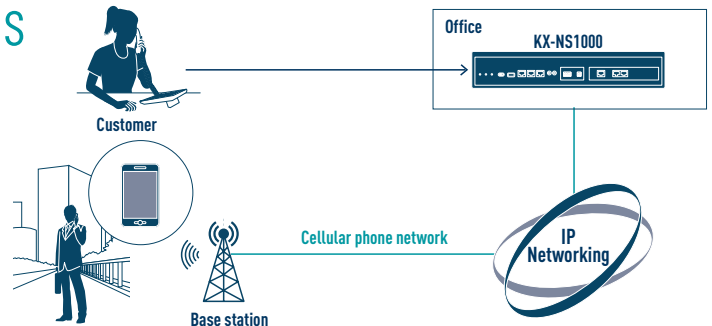 S
Office
KX-NS1000
Customer
Cellular phone network
IP
Networking
Base station